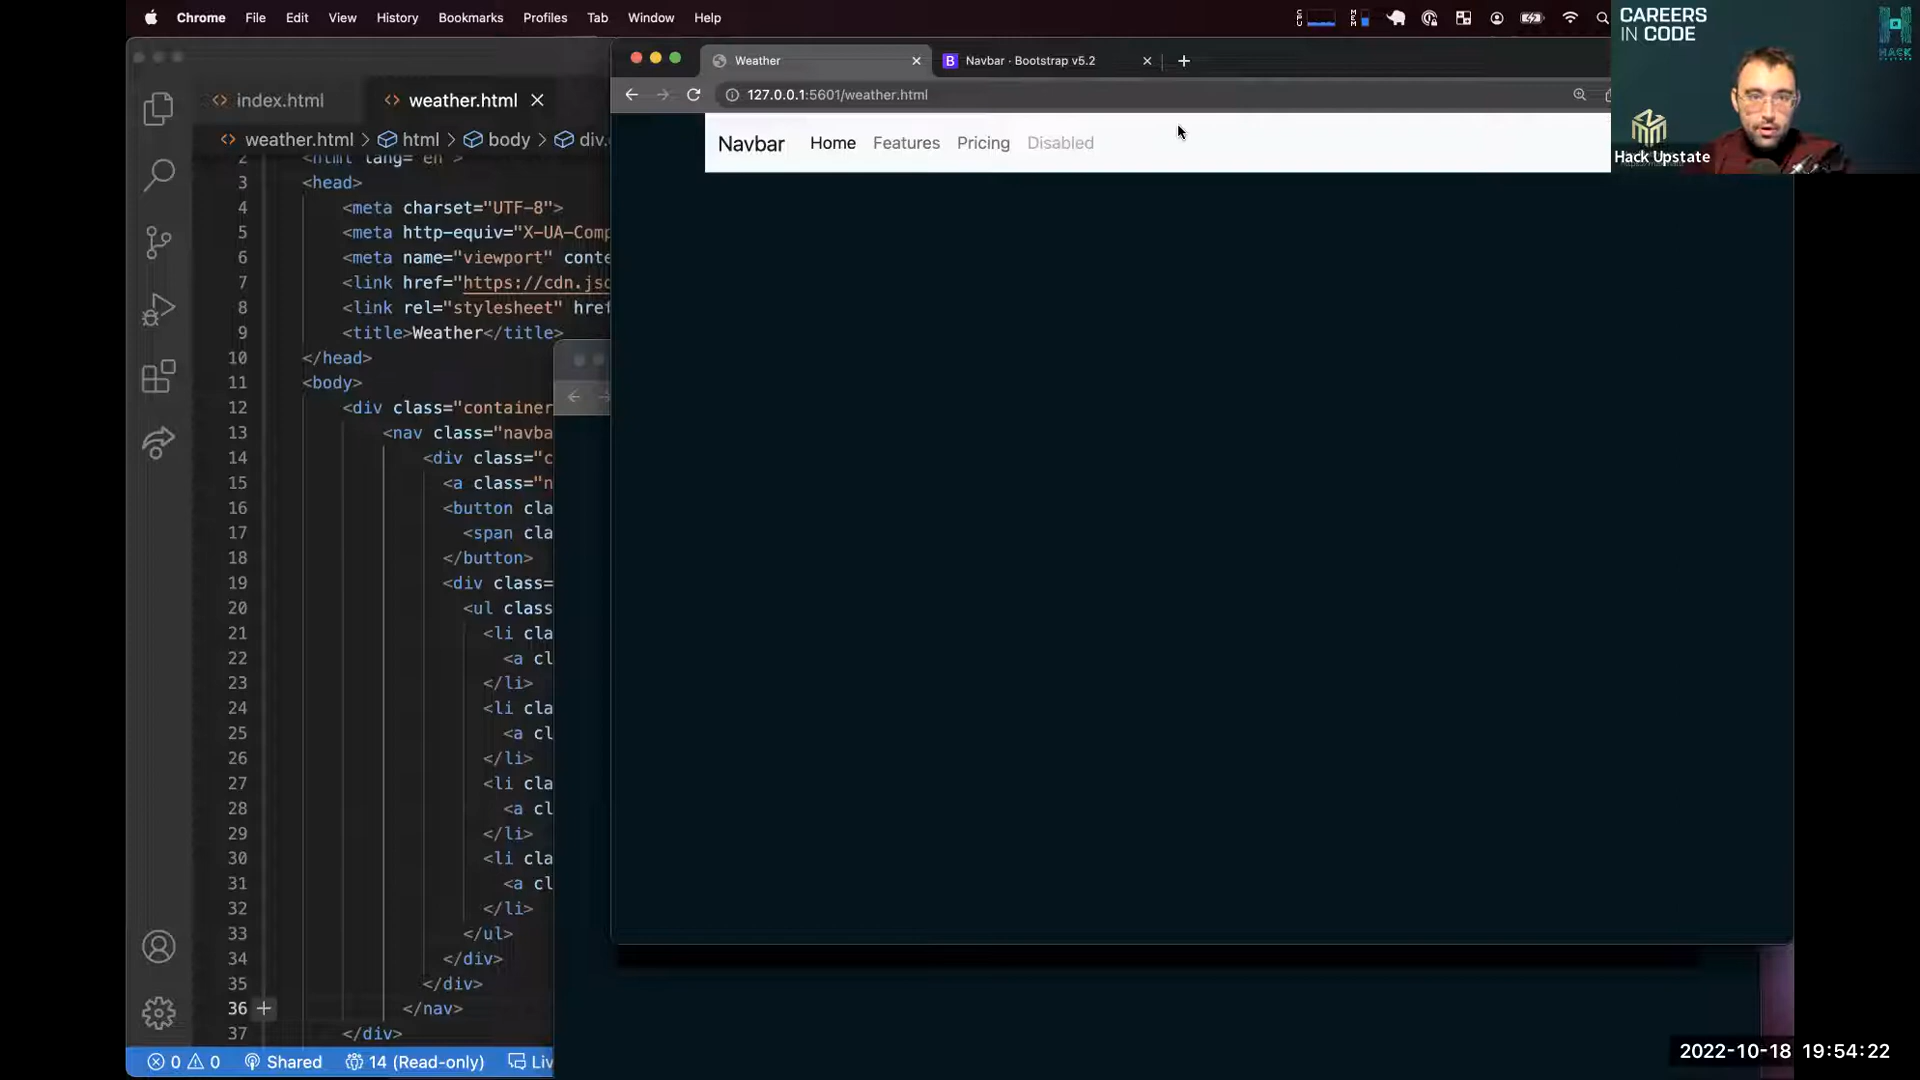 Chrome File Edit View History Bookmarks Profiles Tab Window Help
CAREERS
IN CODE
HACK
Hack Upstate
Weather
Navbar · Bootstrap v5.2
127.0.0.1:5601/weather.html
Navbar Home Features Pricing Disabled
index.html
weather.html
weather.html > html > body > div.
2 <html lang="en">
3 <head>
4 <meta charset="UTF-8">
5 <meta http-equiv="X-UA-Comp
6 <meta name="viewport" conte
7 <link href="https://cdn.jsd
8 <link rel="stylesheet" href
9 <title>Weather</title>
10 </head>
11 <body>
12 <div class="container
13 <nav class="navba
14 <div class="c
15 <a class="n
16 <button cla
17 <span cla
18 </button>
19 <div class=
20 <ul class
21 <li cla
22 <a cl
23 </li>
24 <li cla
25 <a cl
26 </li>
27 <li cla
28 <a cl
29 </li>
30 <li cla
31 <a cl
32 </li>
33 </ul>
34 </div>
35 </div>
36 </nav>
37 </div>
0 0 Shared 14 (Read-only) Liv
2022-10-18 19:54:22